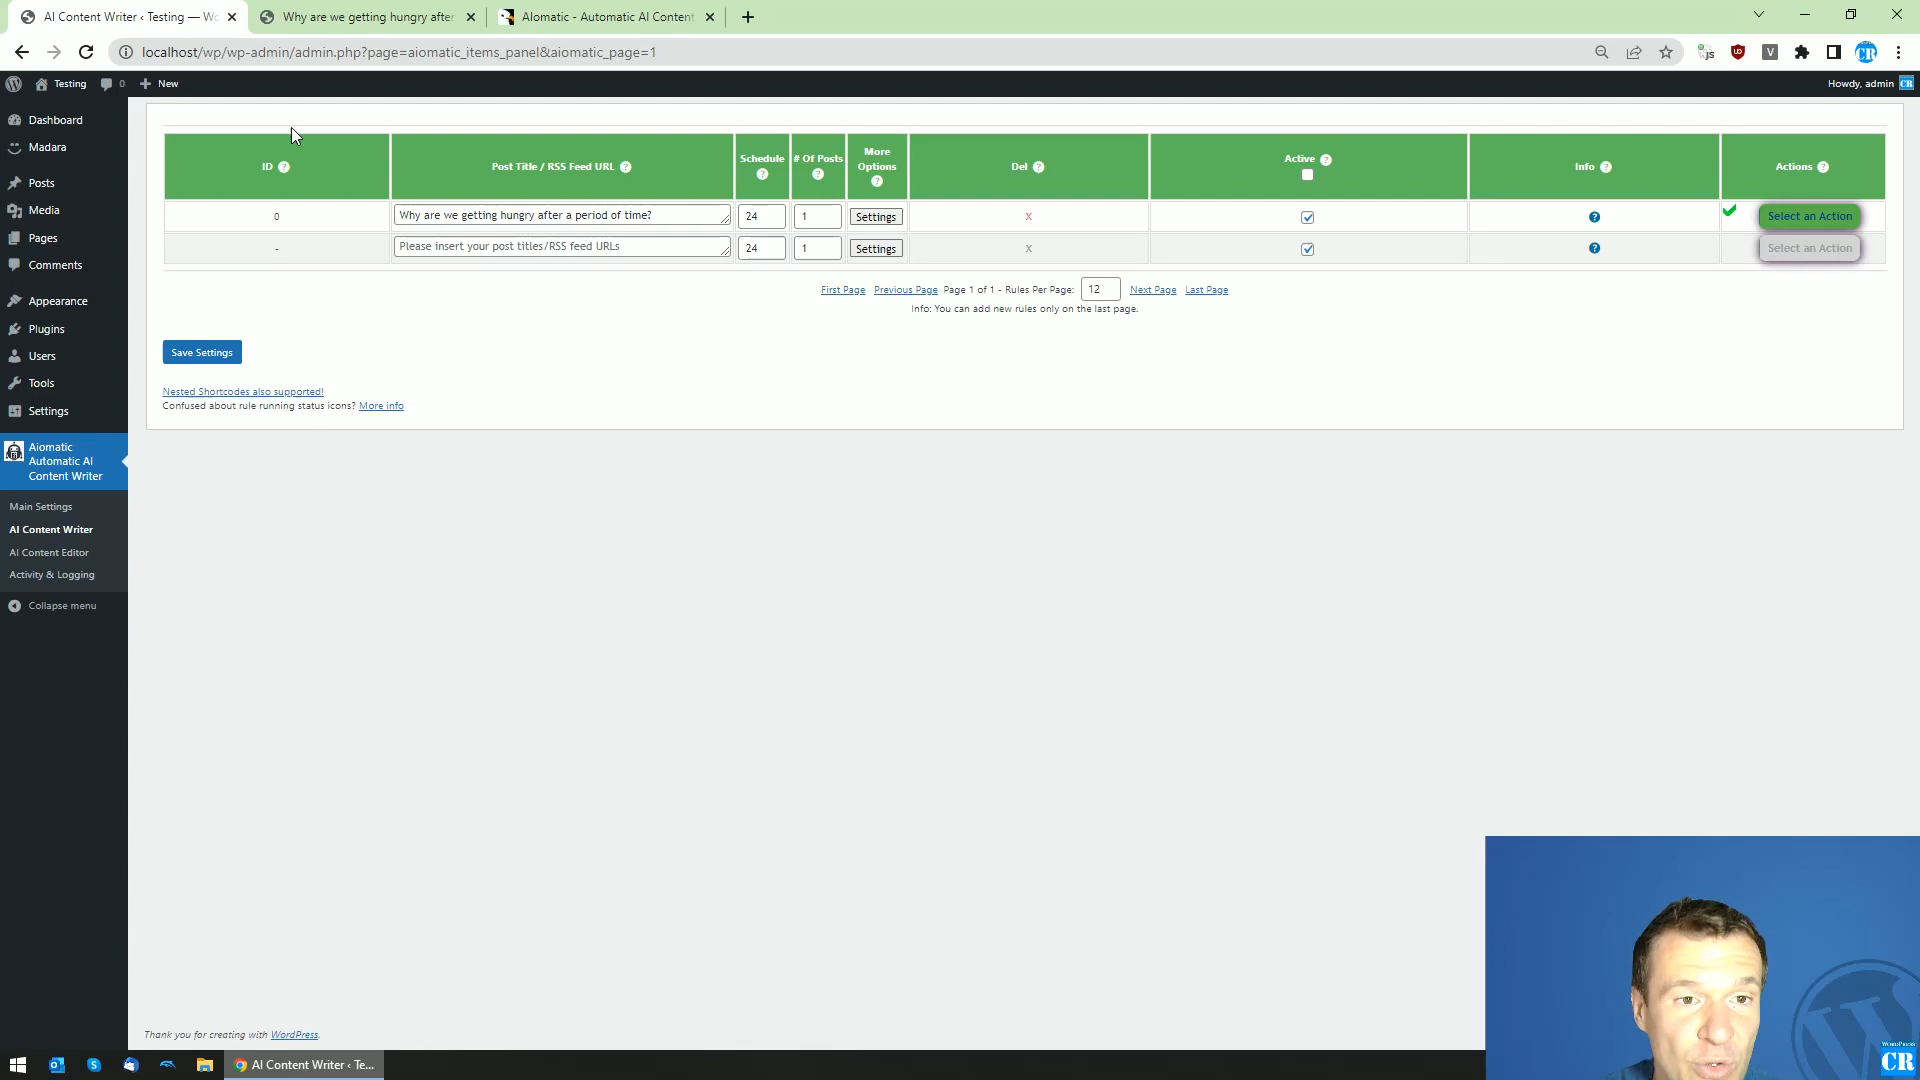 AI Content Writer ‹ Testing — Wo
Why are we getting hungry after
AIomatic - Automatic AI Content
localhost/wp/wp-admin/admin.php?page=aiomatic_items_panel&aiomatic_page=1
Testing
0
New
Howdy, admin
Dashboard
Madara
Posts
Media
Pages
Comments
Appearance
Plugins
Users
Tools
Settings
Aiomatic
Automatic AI
Content Writer
Main Settings
AI Content Writer
AI Content Editor
Activity & Logging
Collapse menu
ID
Post Title / RSS Feed URL
Schedule
# Of Posts
More
Options
Del
Active
Info
Actions
0
Why are we getting hungry after a period of time?
24
1
Settings
X
Select an Action
-
Please insert your post titles/RSS feed URLs
24
1
Settings
X
Select an Action
First Page Previous Page Page 1 of 1 - Rules Per Page: 12 Next Page Last Page
Info: You can add new rules only on the last page.
Save Settings
Nested Shortcodes also supported!
Confused about rule running status icons? More info
Thank you for creating with WordPress.
AI Content Writer ‹ Te...
WORDPRESS
CR